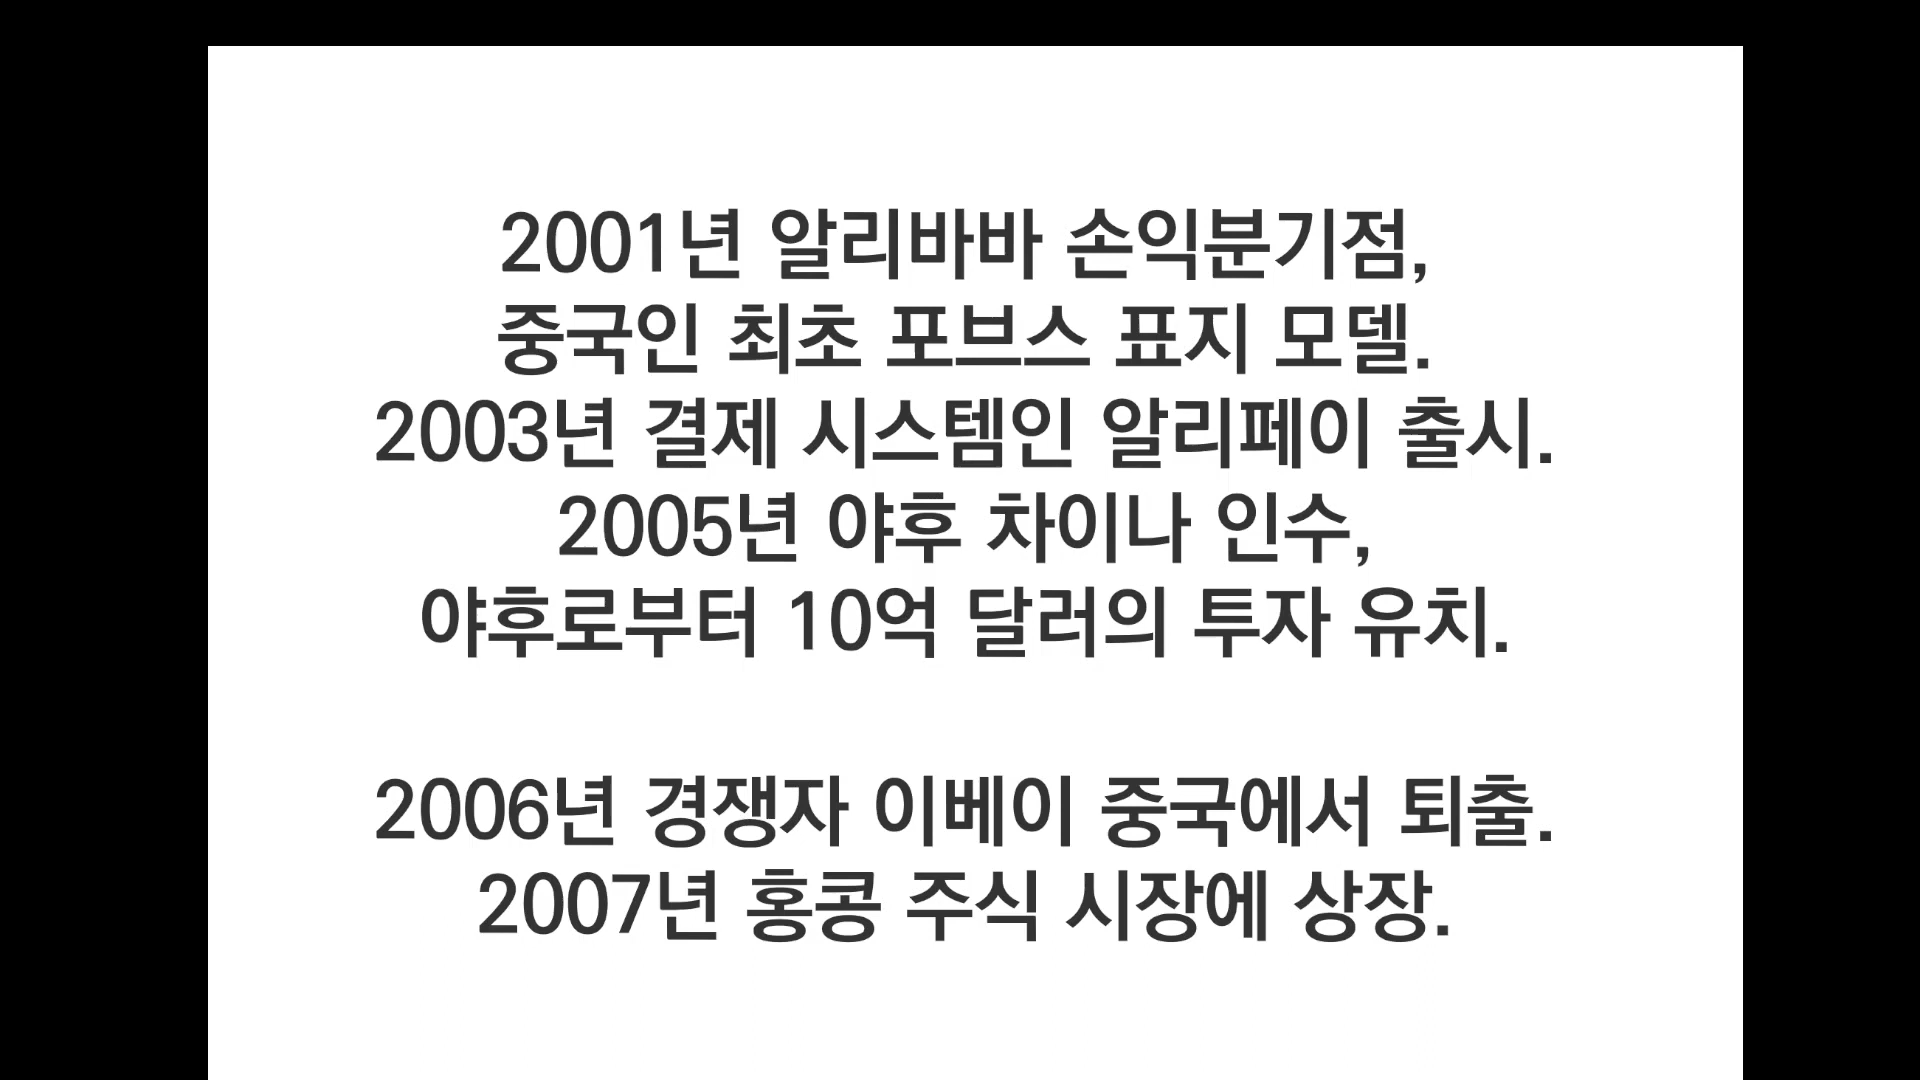 2001년 알리바바 손익분기점,
중국인 최초 포브스 표지 모델.
2003년 결제 시스템인 알리페이 출시.
2005년 야후 차이나 인수,
야후로부터 10억 달러의 투자 유치.
2006년 경쟁자 이베이 중국에서 퇴출.
2007년 홍콩 주식 시장에 상장.